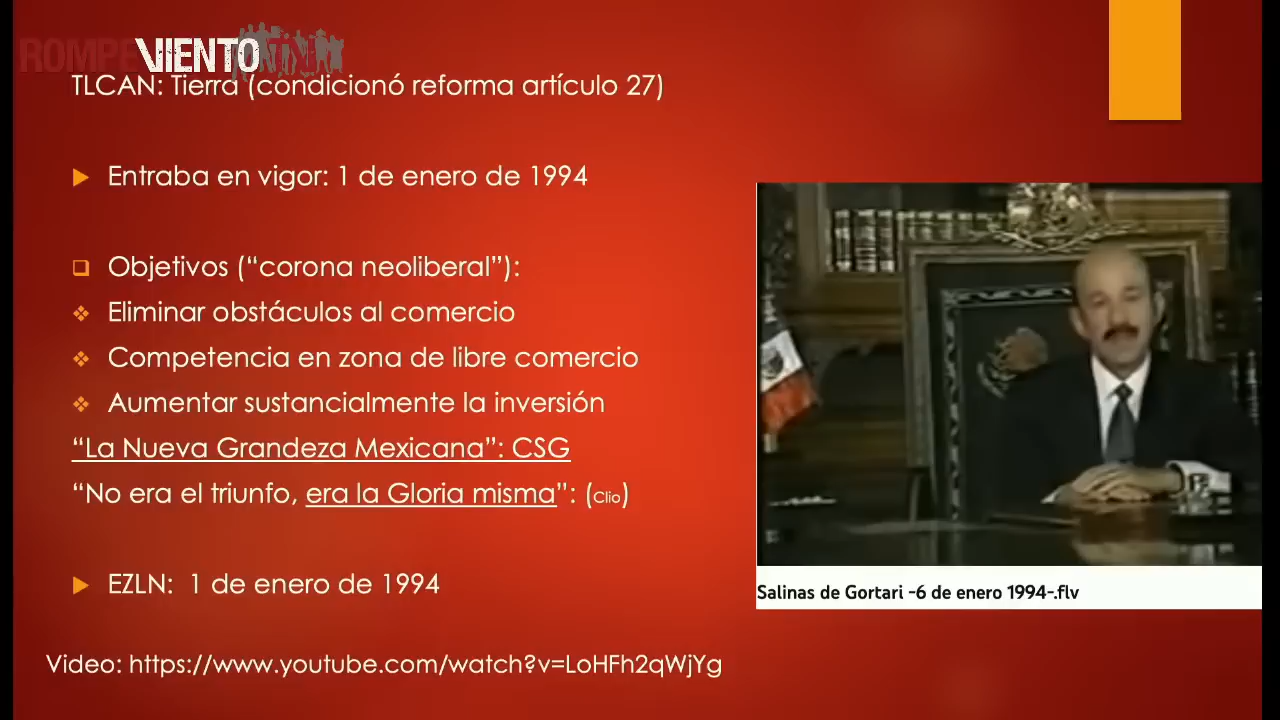 ROMPEVIENTO TV
TLCAN: Tierra (condicionó reforma artículo 27)
Entraba en vigor: 1 de enero de 1994
Objetivos (“corona neoliberal”):
Eliminar obstáculos al comercio
Competencia en zona de libre comercio
Aumentar sustancialmente la inversión
“La Nueva Grandeza Mexicana”: CSG
“No era el triunfo, era la Gloria misma”: (Clio)
EZLN: 1 de enero de 1994
Salinas de Gortari -6 de enero 1994-.flv
Video: https://www.youtube.com/watch?v=LoHFh2qWjYg